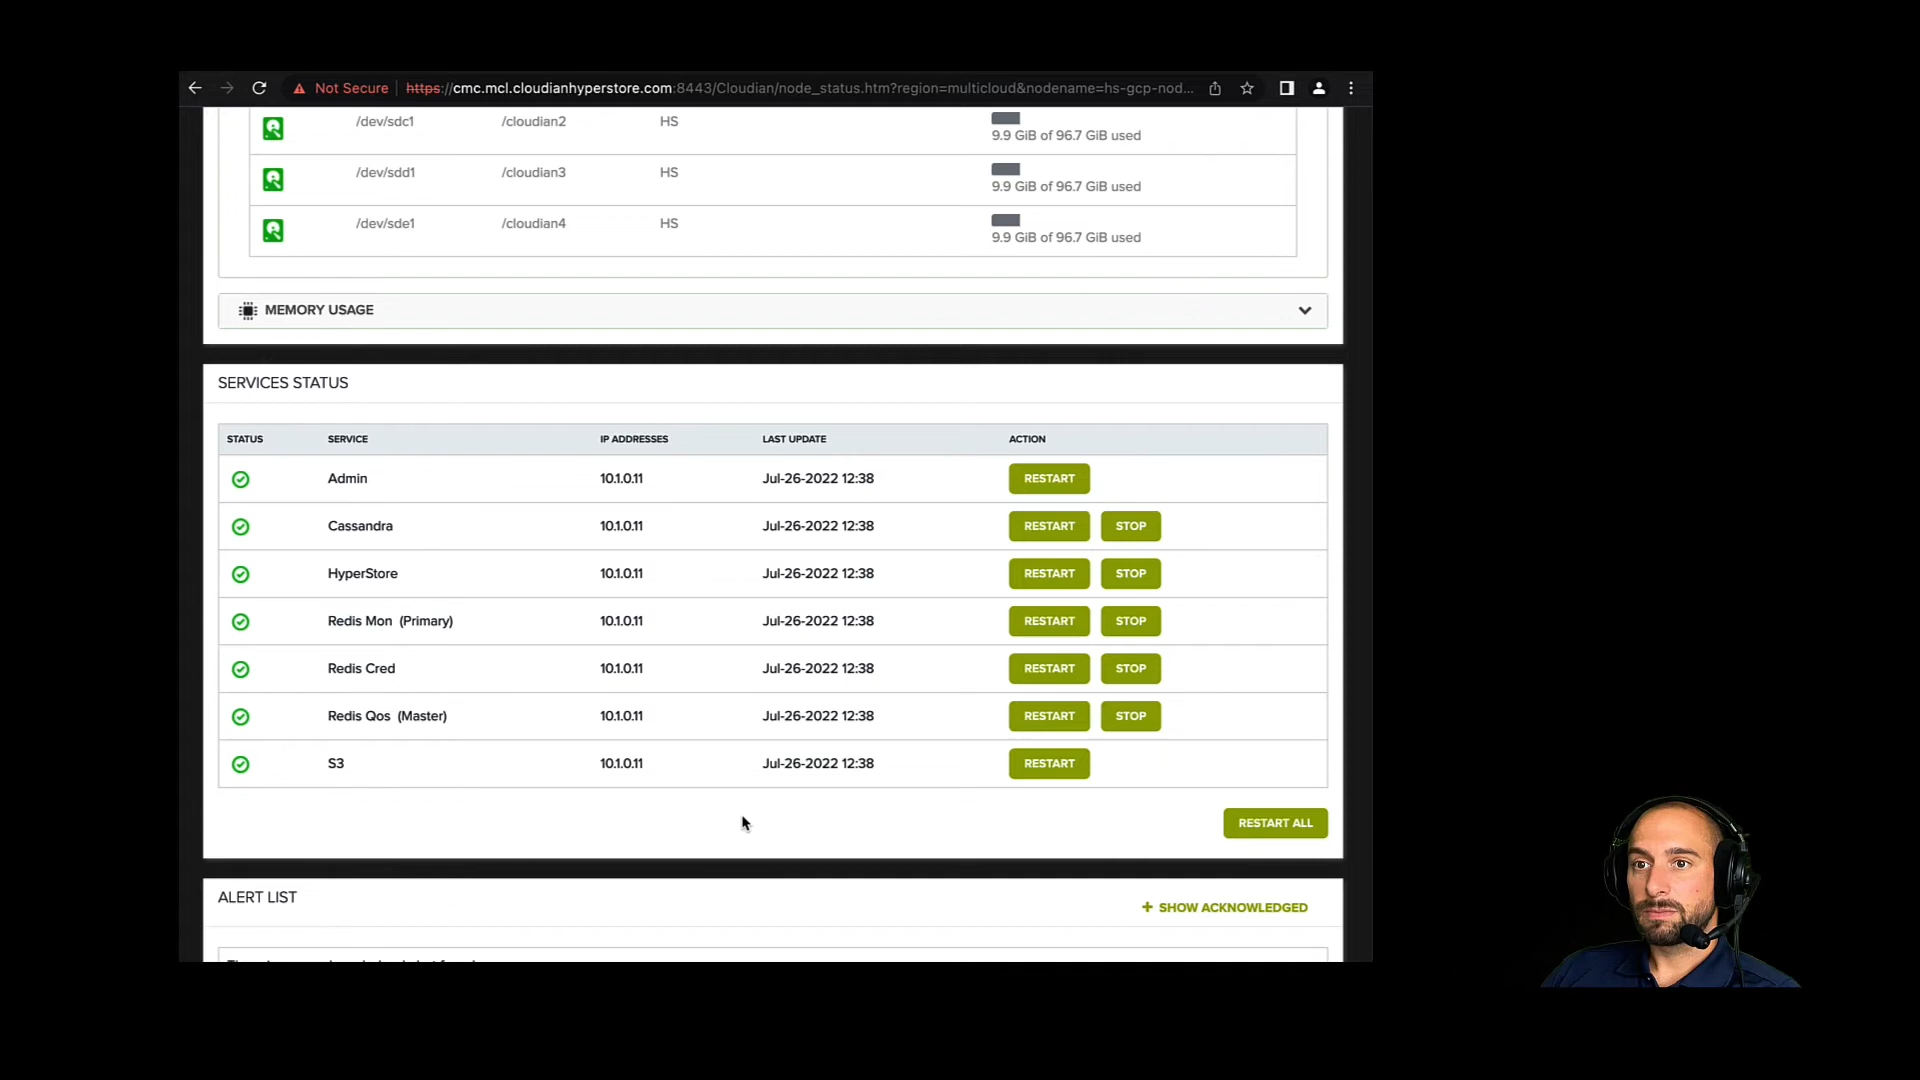 Not Secure https://cmc.mcl.cloudianhyperstore.com:8443/Cloudian/node_status.htm?region=multicloud&nodename=hs-gcp-nod...
/dev/sdc1 /cloudian2 HS
9.9 GiB of 96.7 GiB used
/dev/sdd1 /cloudian3 HS
9.9 GiB of 96.7 GiB used
/dev/sde1 /cloudian4 HS
9.9 GiB of 96.7 GiB used
MEMORY USAGE
SERVICES STATUS
STATUS SERVICE IP ADDRESSES LAST UPDATE ACTION
Admin 10.1.0.11 Jul-26-2022 12:38 RESTART
Cassandra 10.1.0.11 Jul-26-2022 12:38 RESTART STOP
HyperStore 10.1.0.11 Jul-26-2022 12:38 RESTART STOP
Redis Mon (Primary) 10.1.0.11 Jul-26-2022 12:38 RESTART STOP
Redis Cred 10.1.0.11 Jul-26-2022 12:38 RESTART STOP
Redis Qos (Master) 10.1.0.11 Jul-26-2022 12:38 RESTART STOP
S3 10.1.0.11 Jul-26-2022 12:38 RESTART
RESTART ALL
ALERT LIST
+ SHOW ACKNOWLEDGED